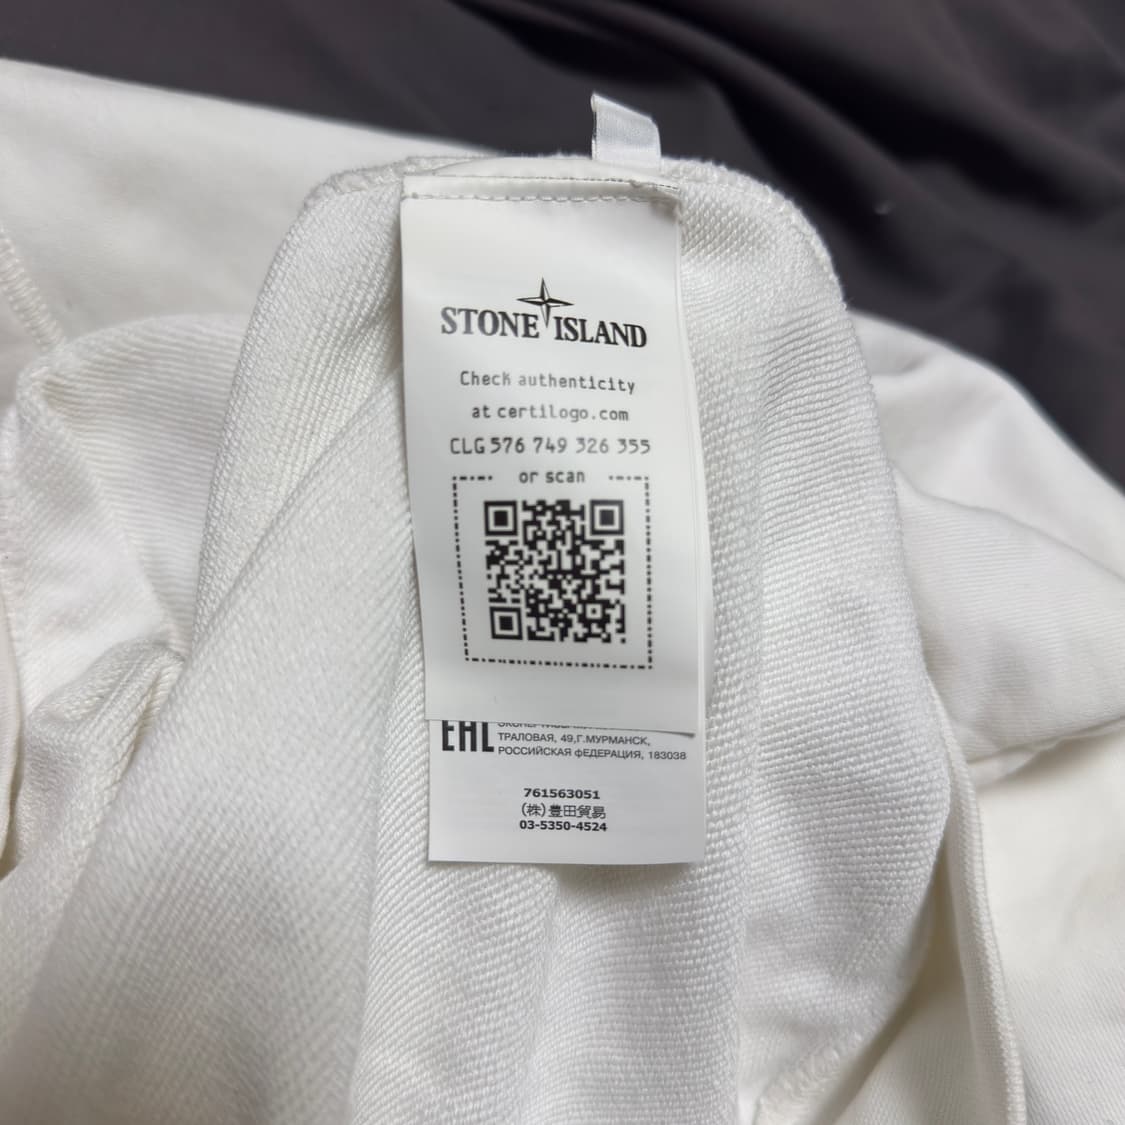 STONE ISLAND
Check authenticity
at certilogo.com
CLG 576 749 326 355
or scan
EAC
ТРАЛОВАЯ, 49,Г.МУРМАНСК,
РОССИЙСКАЯ ФЕДЕРАЦИЯ, 183038
761563051
(株)豊田貿易
03-5350-4524